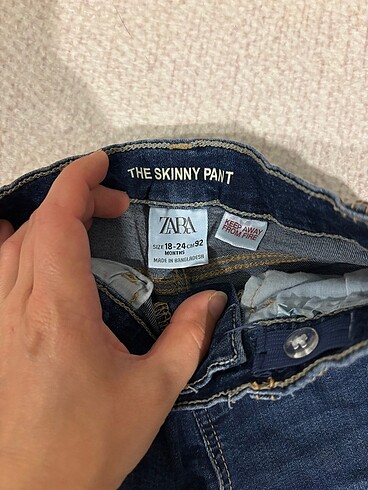 THE SKINNY PANT
ZARA
SIZE 18-24 CM 92
MONTHS
MADE IN BANGLADESH
KEEP AWAY
FROM FIRE